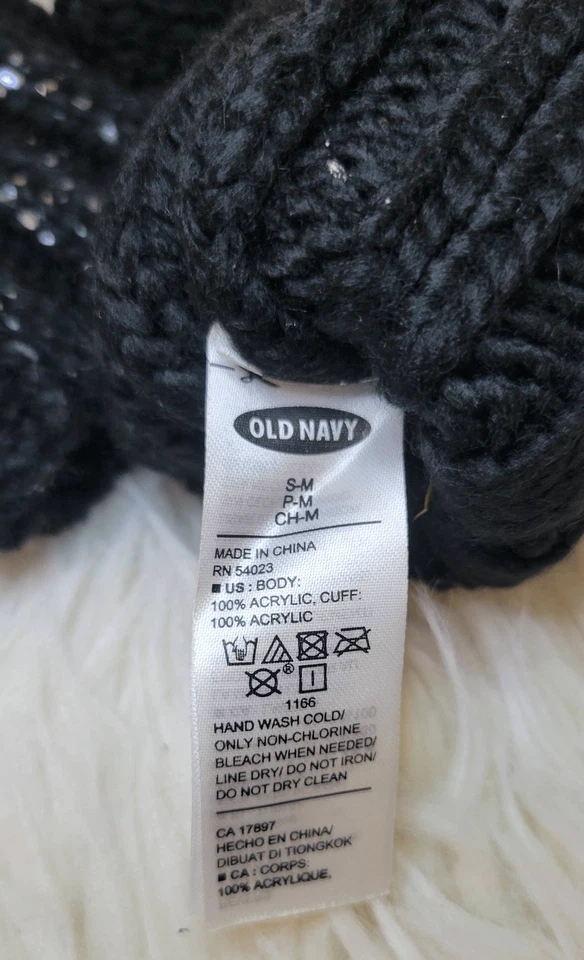 OLD NAVY
S-M
P-M
CH-M
MADE IN CHINA
RN 54023
■ US : BODY:
100% ACRYLIC, CUFF:
100% ACRYLIC
®
1166
HAND WASH COLD/
ONLY NON-CHLORINE
BLEACH WHEN NEEDED/
LINE DRY/ DO NOT IRON/
DO NOT DRY CLEAN
CA 17897
HECHO EN CHINA/
DIBUAT DI TIONGKOK
■ CA : CORPS:
100% ACRYLIQUE,